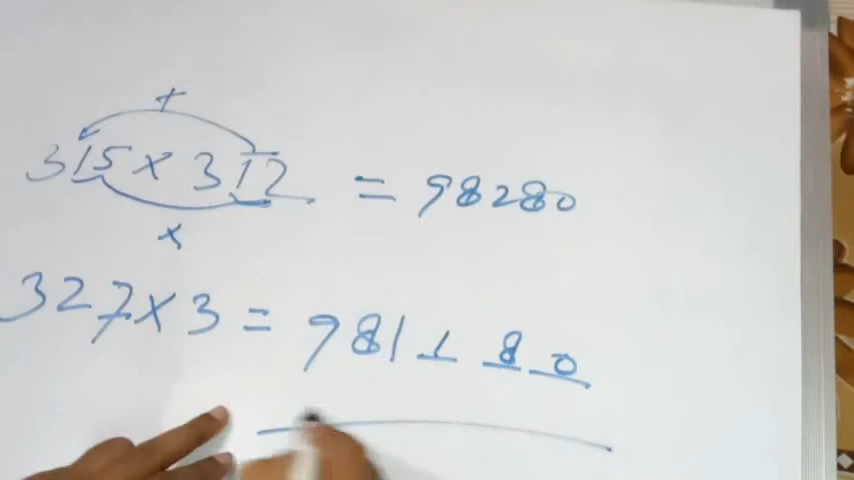 +
315 × 312 = 98280
×
327 × 3 = 981 1 8 0